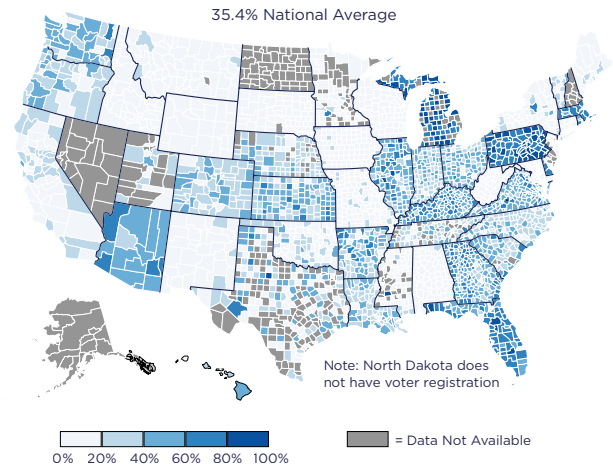 35.4% National Average
Note: North Dakota does
not have voter registration
0% 20% 40% 60% 80% 100%
= Data Not Available